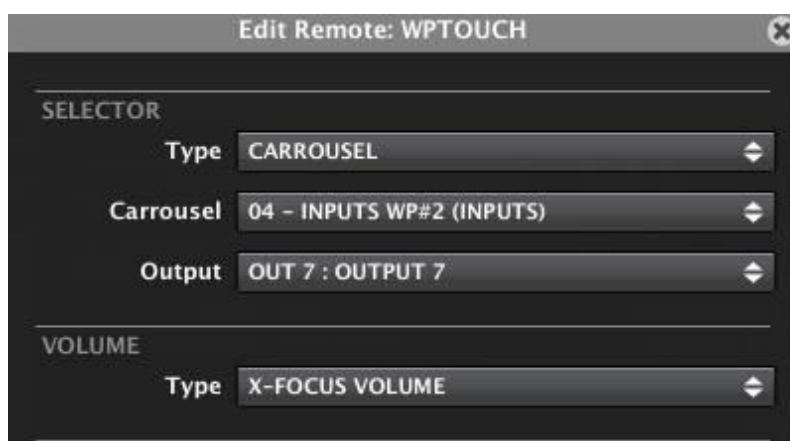 Edit Remote: WPTOUCH
SELECTOR
Type CARROUSEL
Carrousel 04 – INPUTS WP#2 (INPUTS)
Output OUT 7 : OUTPUT 7
VOLUME
Type X-FOCUS VOLUME